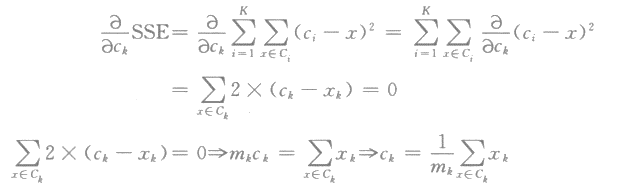 ∂/∂c_k SSE = ∂/∂c_k ∑_{i=1}^{K} ∑_{x∈C_i} (c_i - x)² = ∑_{i=1}^{K} ∑_{x∈C_i} ∂/∂c_k (c_i - x)²
= ∑_{x∈C_k} 2 × (c_k - x_k) = 0
∑_{x∈C_k} 2 × (c_k - x_k) = 0⇒m_k c_k = ∑_{x∈C_k} x_k⇒c_k = 1/m_k ∑_{x∈C_k} x_k